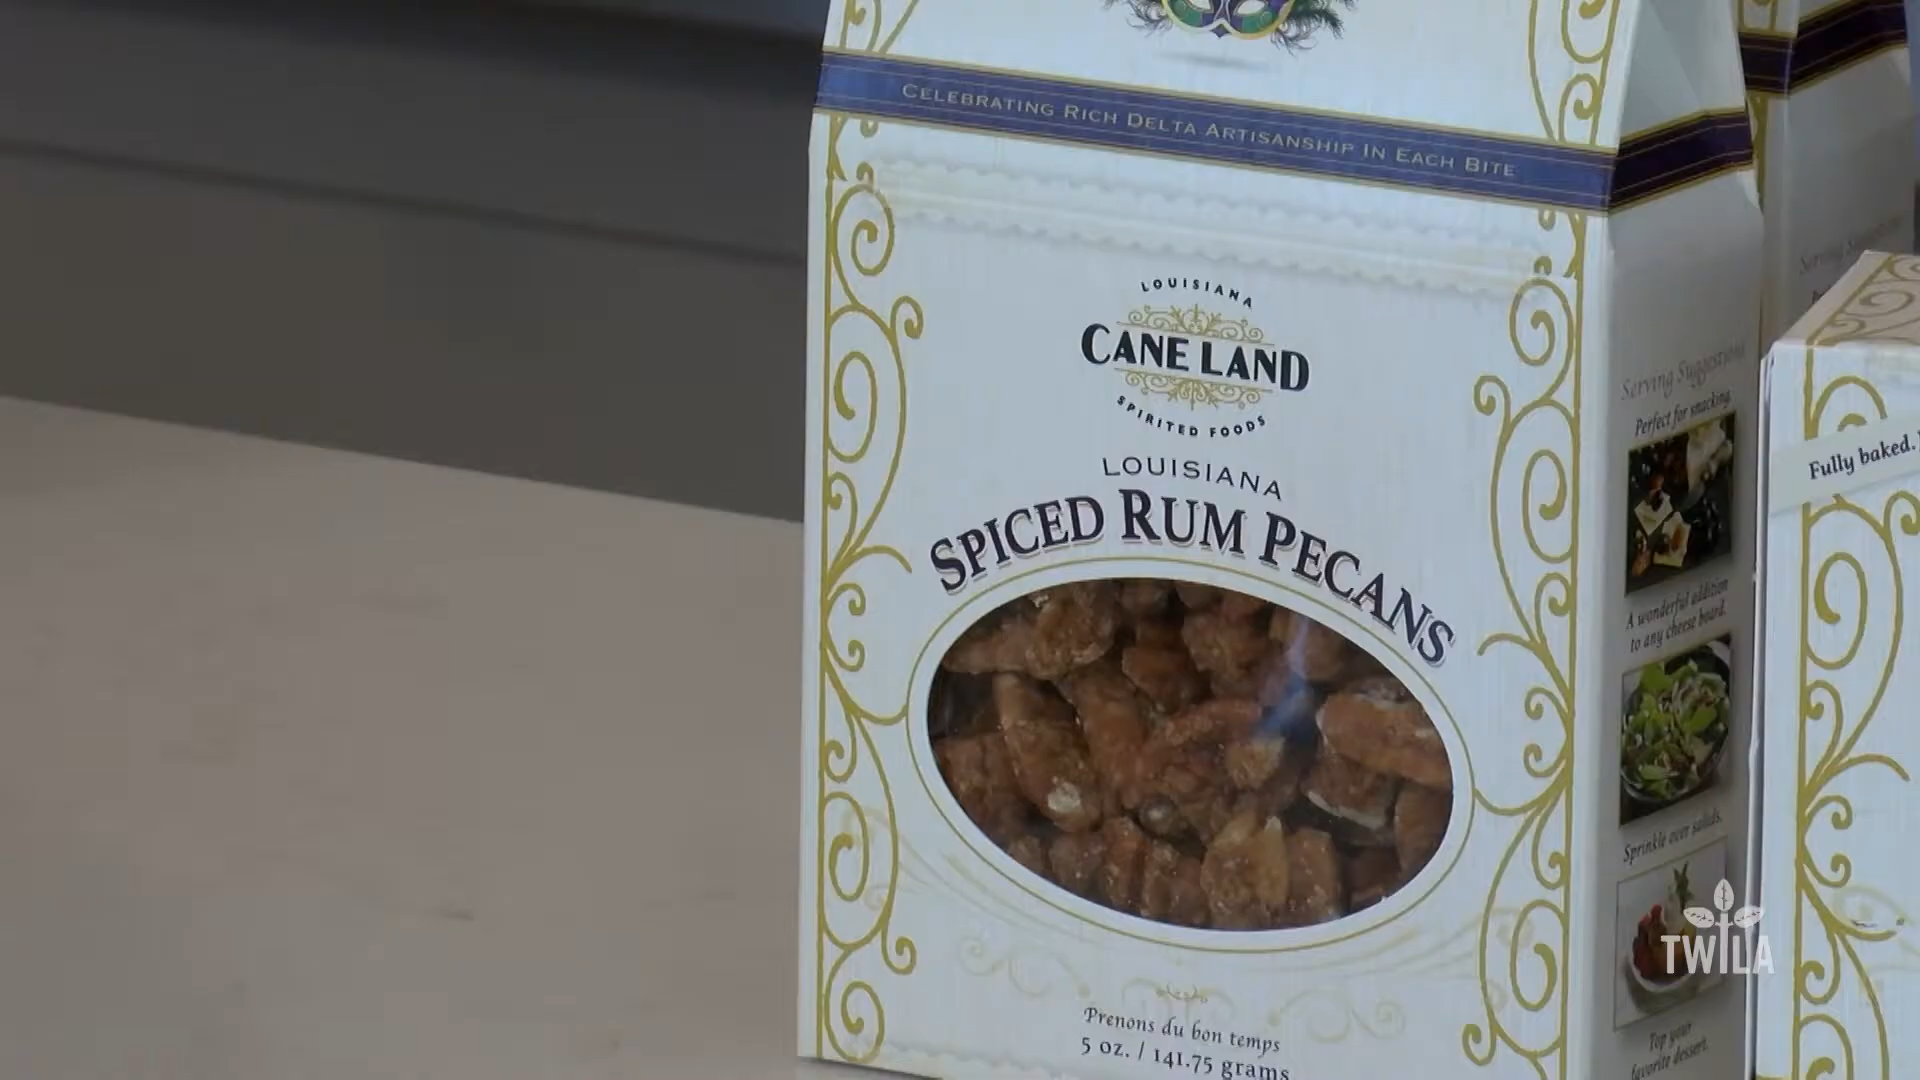 CELEBRATING RICH DELTA ARTISANSHIP IN EACH BITE
LOUISIANA
CANE LAND
SPIRITED FOODS
LOUISIANA
SPICED RUM PECANS
Prenons du bon temps
5 oz. / 141.75 grams
Serving Suggestions
Perfect for snacking.
A wonderful addition
to any cheese board.
Sprinkle over salads.
Top your
favorite dessert.
Serving
Fully baked.
TWILA